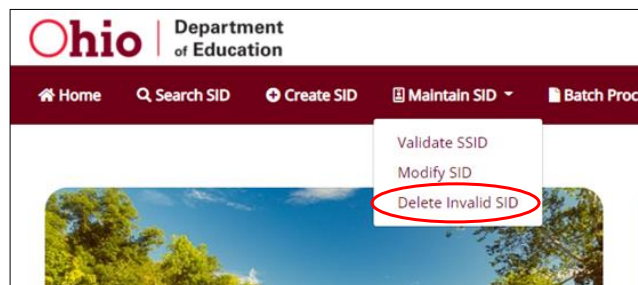 Ohio Department
of Education
Home Search SID Create SID Maintain SID Batch Proc
Validate SSID
Modify SID
Delete Invalid SID